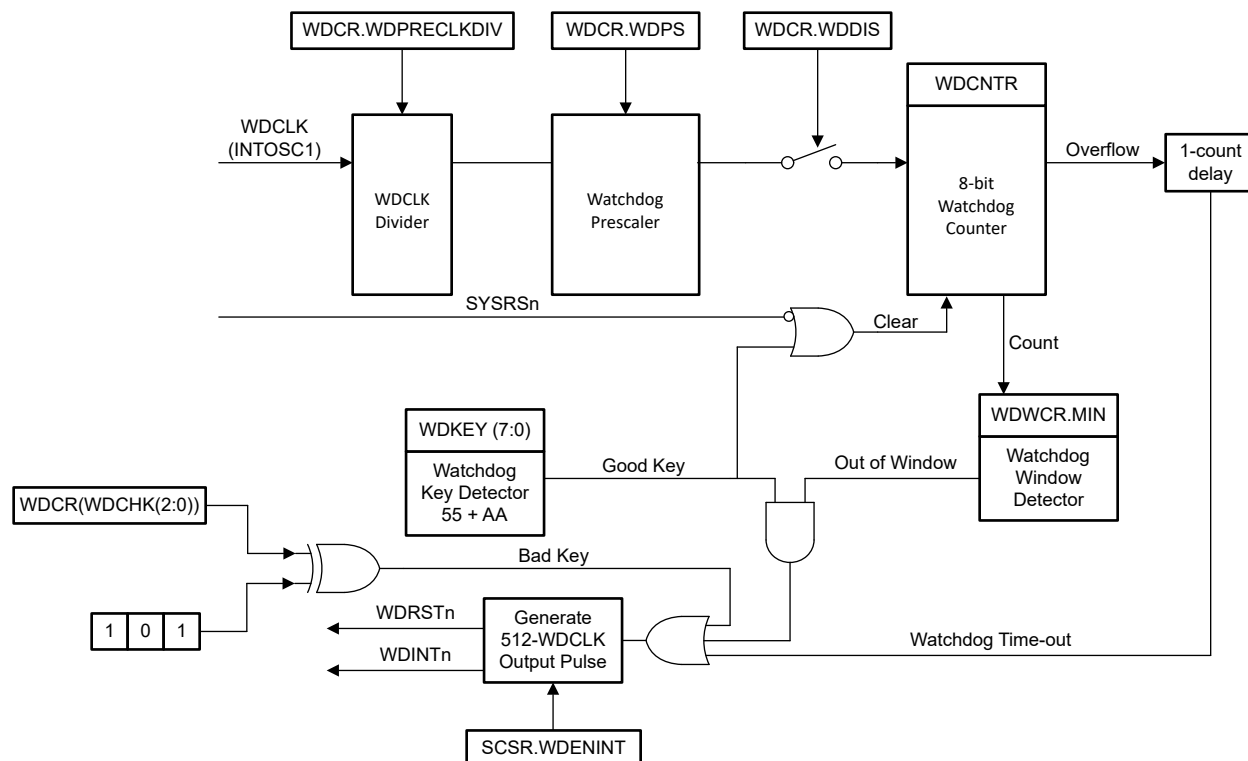 WDCR.WDPRECLKDIV
WDCR.WDPS
WDCR.WDDIS
WDCNTR
WDCLK
(INTOSC1)
WDCLK
Divider
Watchdog
Prescaler
8-bit
Watchdog
Counter
Overflow
1-count
delay
SYSRSn
Clear
Count
WDKEY (7:0)
Watchdog
Key Detector
55 + AA
Good Key
Out of Window
WDWCR.MIN
Watchdog
Window
Detector
WDCR(WDCHK(2:0))
Bad Key
1 0 1
WDRSTn
WDINTn
Generate
512-WDCLK
Output Pulse
Watchdog Time-out
SCSR.WDENINT